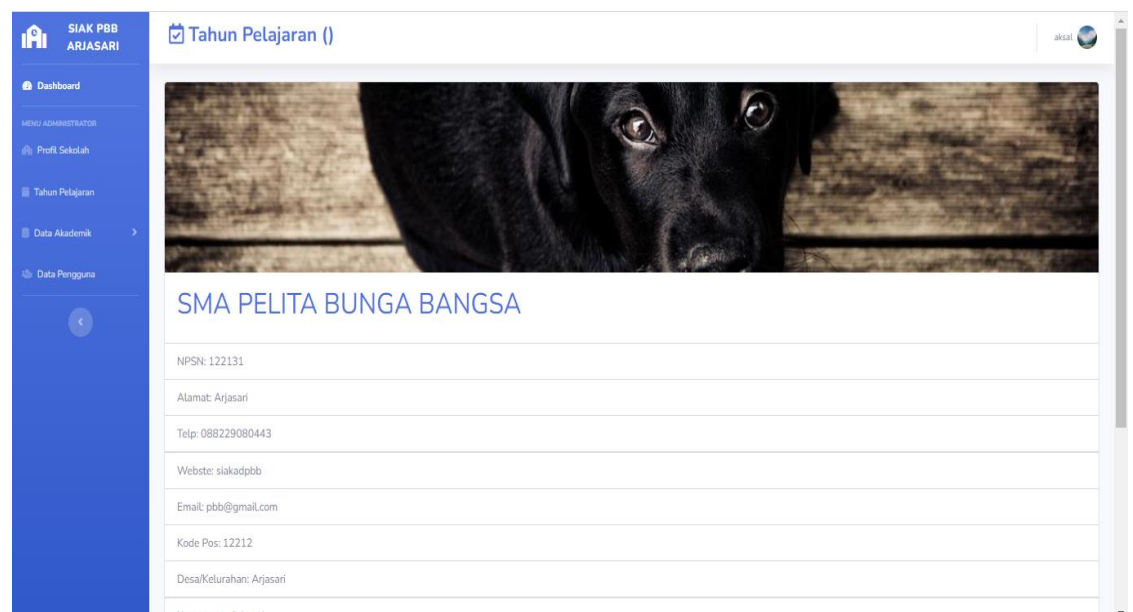 SIAK PBB
ARJASARI
Dashboard
MENU ADMINISTRATOR
Profil Sekolah
Tahun Pelajaran
Data Akademik
Data Pengguna
Tahun Pelajaran ()
aksal
SMA PELITA BUNGA BANGSA
NPSN: 122131
Alamat: Arjasari
Telp: 088229080443
Webste: siakadpbb
Email: pbb@gmail.com
Kode Pos: 12212
Desa/Kelurahan: Arjasari